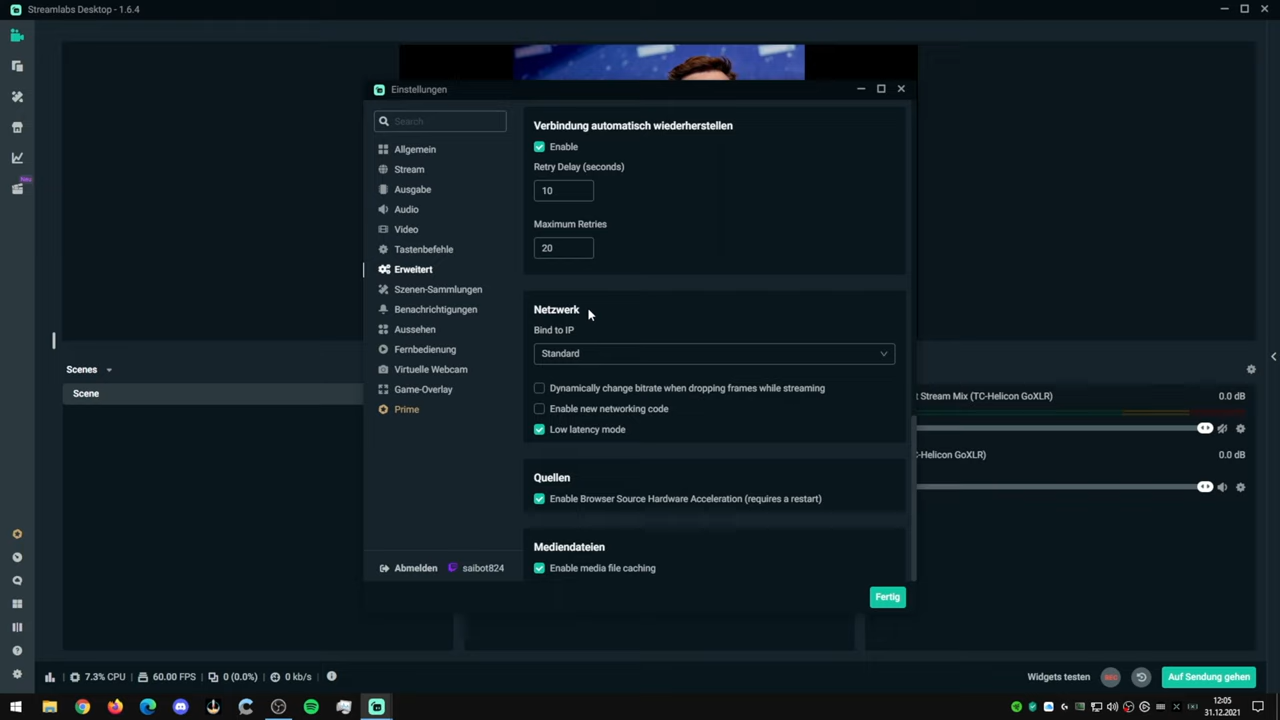 Streamlabs Desktop - 1.6.4
Neu
Einstellungen
Search
Allgemein
Stream
Ausgabe
Audio
Video
Tastenbefehle
Erweitert
Szenen-Sammlungen
Benachrichtigungen
Aussehen
Fernbedienung
Virtuelle Webcam
Game-Overlay
Prime
Abmelden saibot824
Verbindung automatisch wiederherstellen
Enable
Retry Delay (seconds)
10
Maximum Retries
20
Netzwerk
Bind to IP
Standard
Dynamically change bitrate when dropping frames while streaming
Enable new networking code
Low latency mode
Quellen
Enable Browser Source Hardware Acceleration (requires a restart)
Mediendateien
Enable media file caching
Fertig
Scenes
Scene
t Stream Mix (TC-Helicon GoXLR) 0.0 dB
C-Helicon GoXLR) 0.0 dB
7.3% CPU 60.00 FPS 0 (0.0%) 0 kb/s
Widgets testen REC Auf Sendung gehen
12:05
31.12.2021